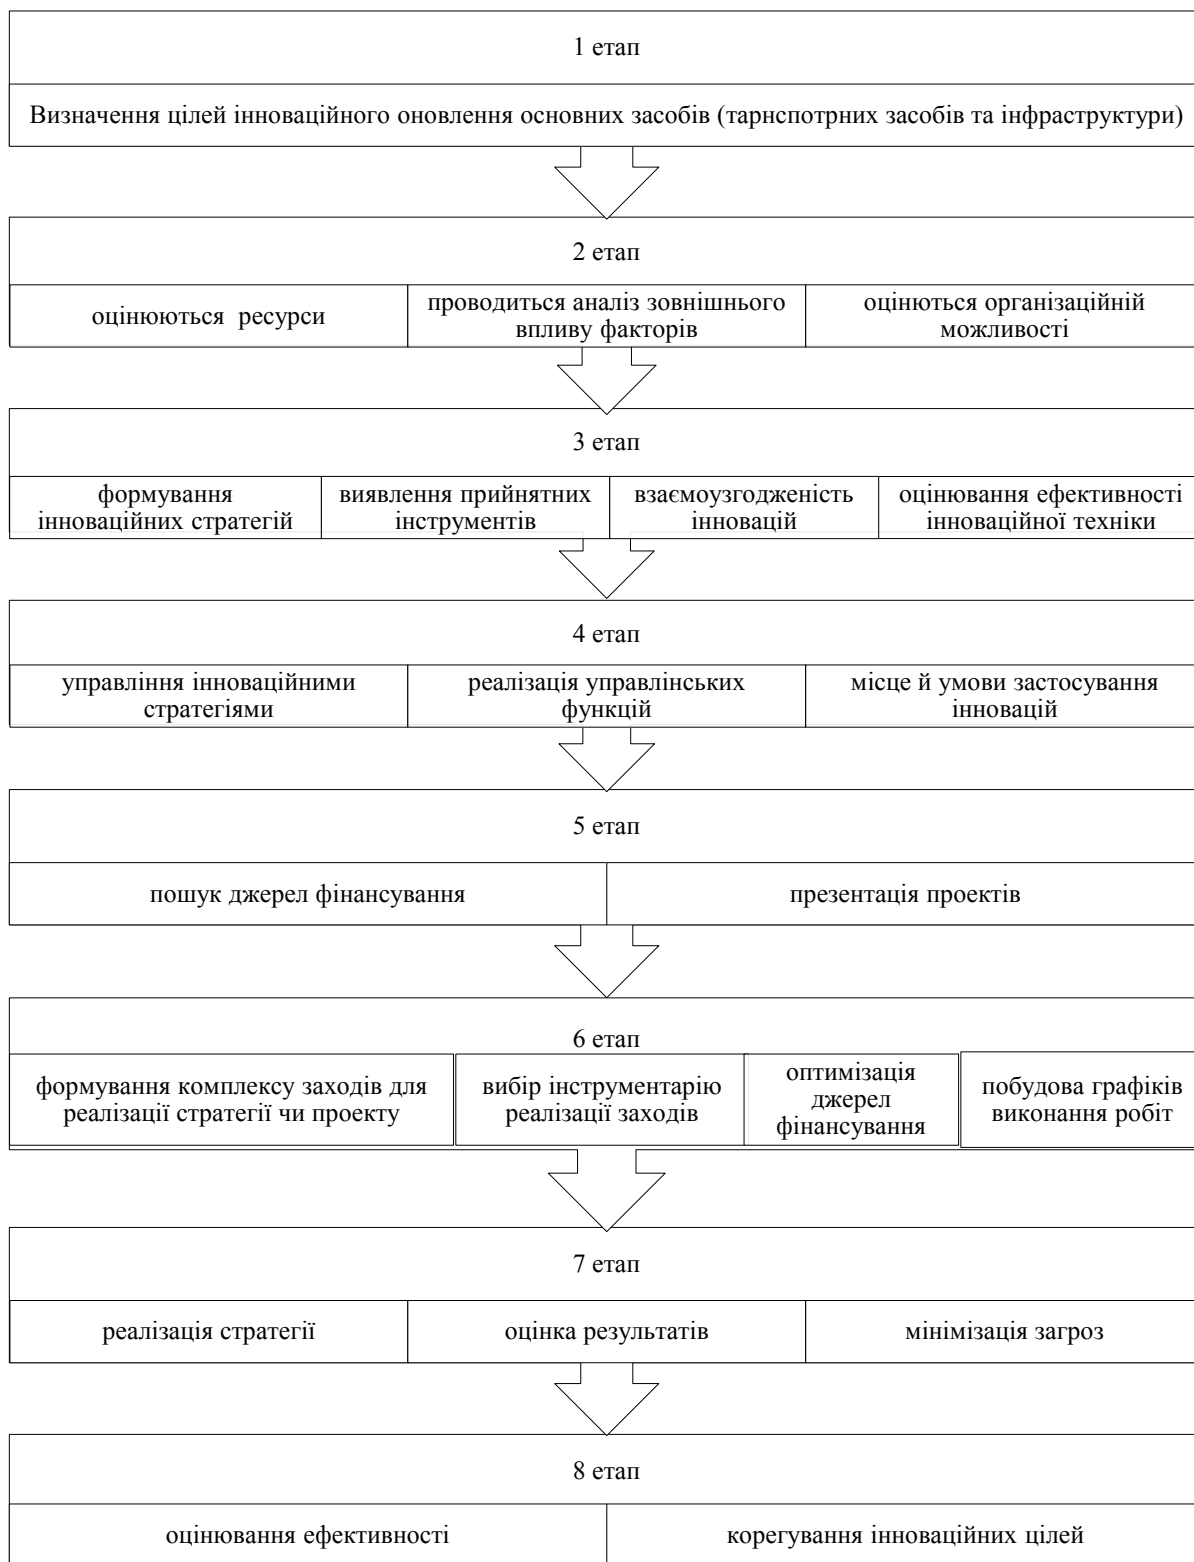 1 етап
Визначення цілей інноваційного оновлення основних засобів (тарнспотрних засобів та інфраструктури)
2 етап
оцінюються ресурси
проводиться аналіз зовнішнього
впливу факторів
оцінються організаційній
можливості
3 етап
формування
інноваційних стратегій
виявлення прийнятних
інструментів
взаємоузгодженість
інновацій
оцінювання ефективності
інноваційної техніки
4 етап
управління інноваційними
стратегіями
реалізація управлінських
функцій
місце й умови застосування
інновацій
5 етап
пошук джерел фінансування
презентація проектів
6 етап
формування комплексу заходів для
реалізації стратегії чи проекту
вибір інструментарію
реалізації заходів
оптимізація
джерел
фінансування
побудова графіків
виконання робіт
7 етап
реалізація стратегії
оцінка результатів
мінімізація загроз
8 етап
оцінювання ефективності
корегування інноваційних цілей